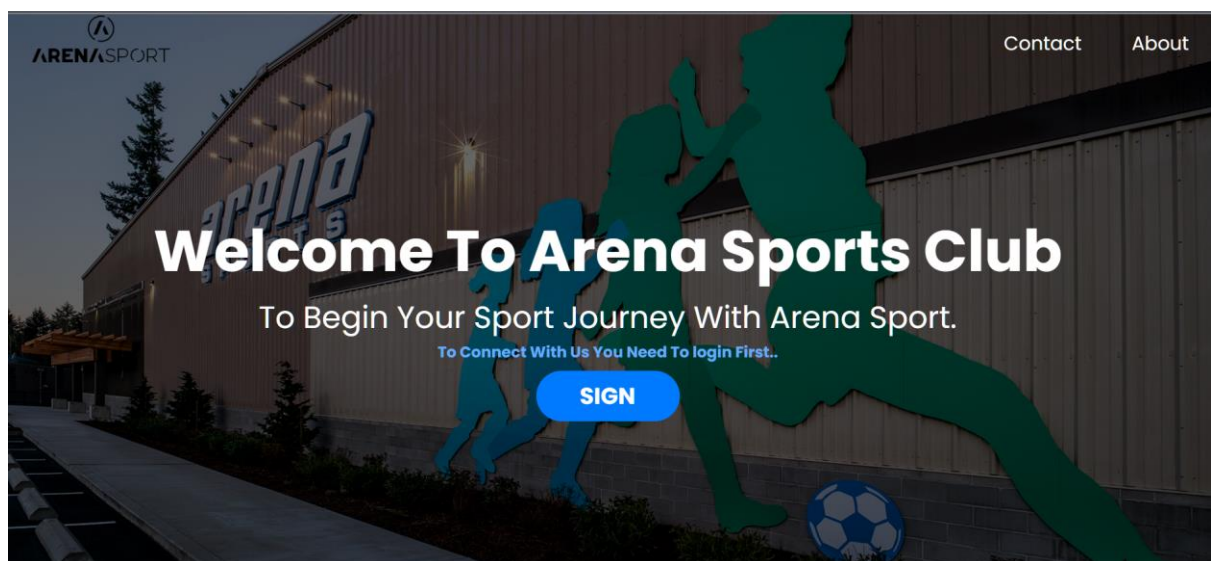 ARENASPORT
Contact
About
arena
SPORTS
Welcome To Arena Sports Club
To Begin Your Sport Journey With Arena Sport.
To Connect With Us You Need To login First..
SIGN